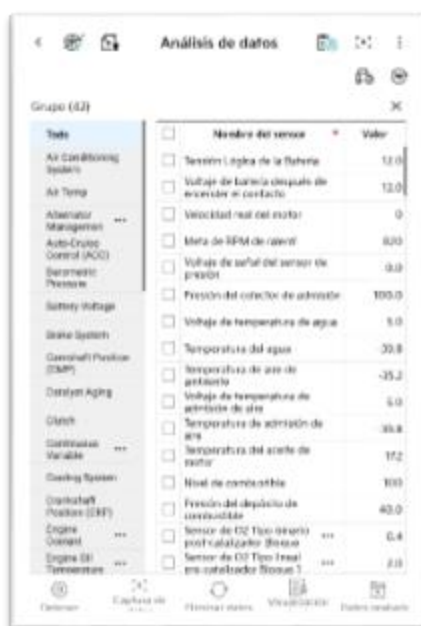 Análisis de datos
Grupo (42)
Todo
Air Conditioning
System
Air Temp
Alternator
Managemen ...
Auto-Cruise
Control (ACC)
Barometric
Pressure
Battery Voltage
Brake System
Camshaft Position
(CMP)
Catalyst Aging
Clutch
Continuous
Variable ...
Cooling System
Crankshaft
Position (CKP)
Engine
Coolant ...
Engine Oil
Temperature ...
Nombre del sensor Valor
Tensión Lógica de la Batería 12.0
Voltaje de batería después de
encender el contacto 12.0
Velocidad real del motor 0
Meta de RPM de ralentí 820
Voltaje de señal del sensor de
presión 0.0
Presión del colector de admisión 100.0
Voltaje de temperatura de agua 5.0
Temperatura del agua
Temperatura de aire de
ambiente -35.2
Voltaje de temperatura de
admisión de aire 5.0
Temperatura de admisión de
aire
Temperatura del aceite de
motor
Nivel de combustible 100
Presión del depósito de
combustible 40.0
Sensor de O2 Tipo binario
post-catalizador Bloque ... 0.4
Sensor de O2 Tipo lineal
pre-catalizador Bloque 1 ... 2.0
Detener
Captura de
Eliminar datos
Visualización